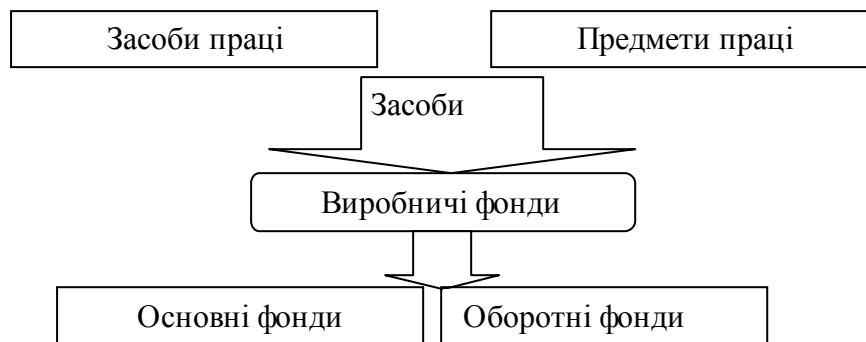 Засоби праці
Предмети праці
Засоби
Виробничі фонди
Основні фонди
Оборотні фонди